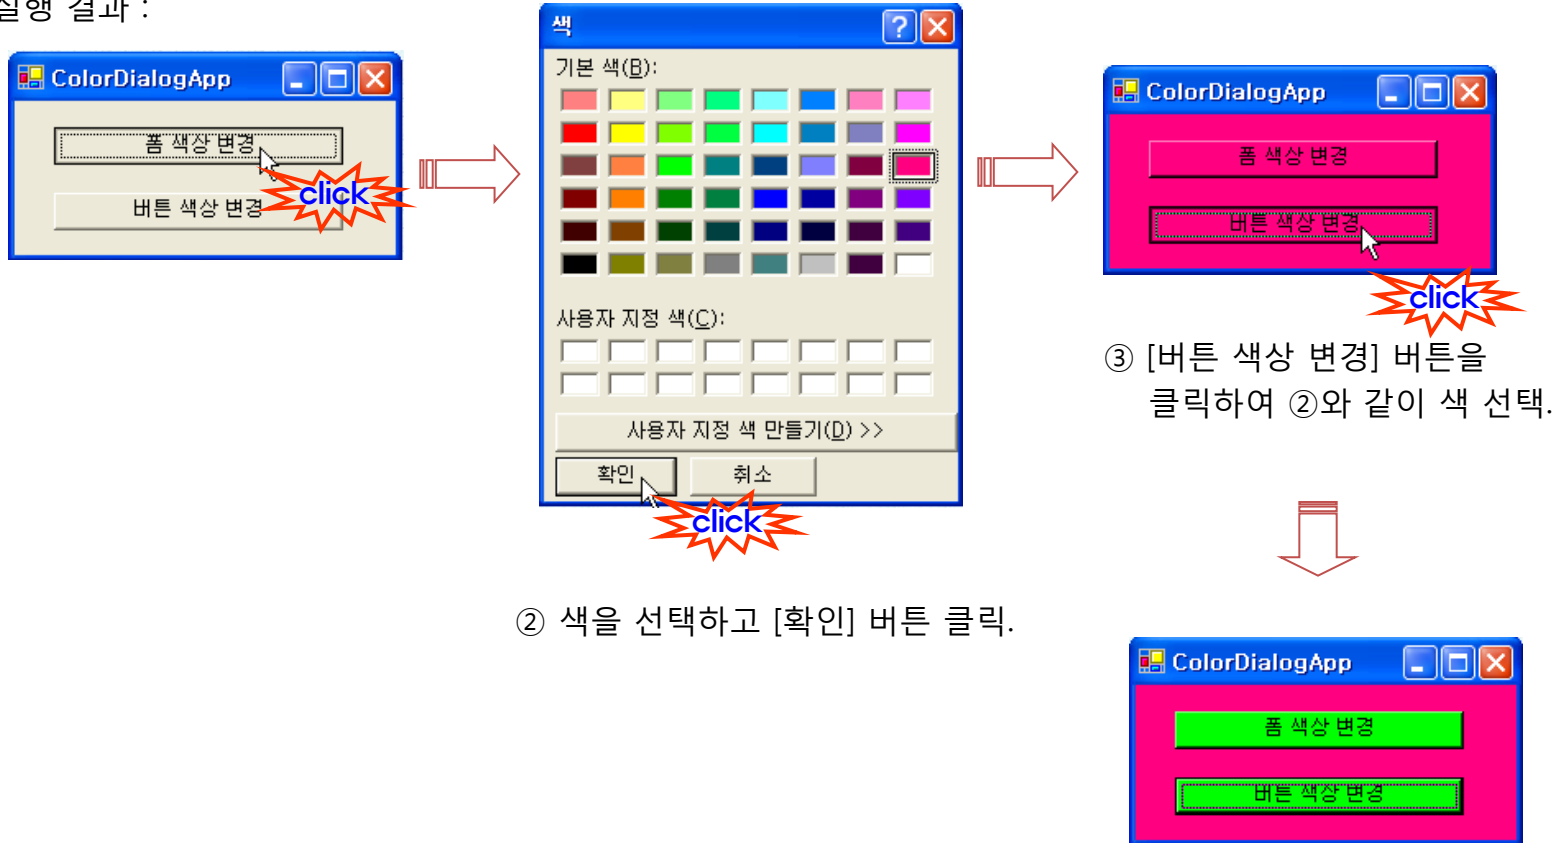 실행 결과 :
ColorDialogApp
폼 색상 변경
click
버튼 색상 변경
색
기본 색(B):
사용자 지정 색(C):
사용자 지정 색 만들기(D) >>
확인
취소
click
② 색을 선택하고 [확인] 버튼 클릭.
ColorDialogApp
폼 색상 변경
버튼 색상 변경
click
③ [버튼 색상 변경] 버튼을
클릭하여 ②와 같이 색 선택.
ColorDialogApp
폼 색상 변경
버튼 색상 변경